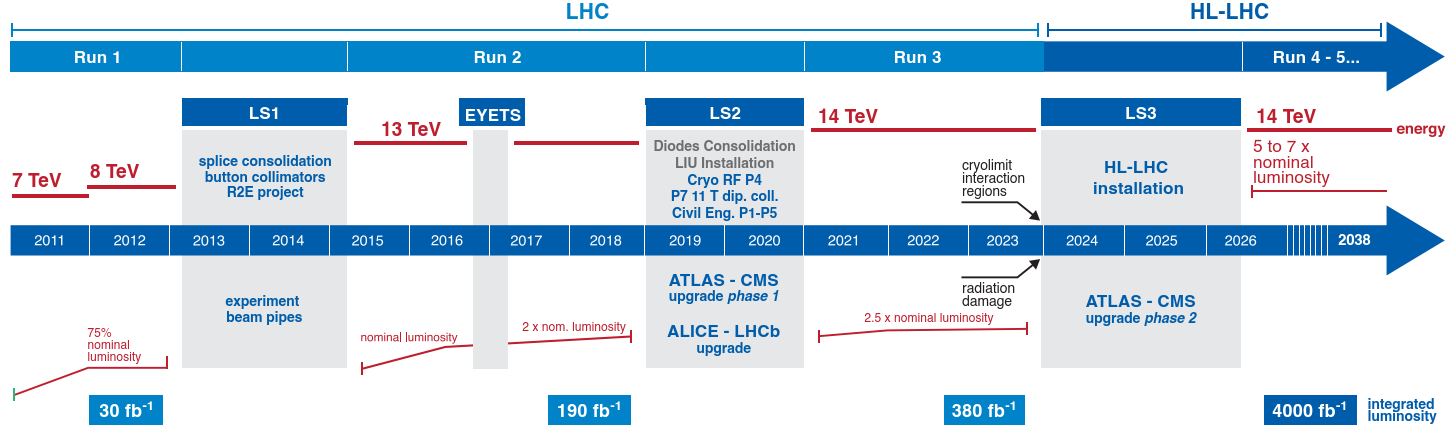 LHC
HL-LHC
Run 1
Run 2
Run 3
Run 4 - 5...
LS1
EYETS
LS2
LS3
7 TeV
8 TeV
13 TeV
14 TeV
14 TeV
energy
splice consolidation
button collimators
R2E project
Diodes Consolidation
LIU Installation
Cryo RF P4
P7 11 T dip. coll.
Civil Eng. P1-P5
cryolimit
interaction
regions
HL-LHC
installation
5 to 7 x
nominal
luminosity
2011
2012
2013
2014
2015
2016
2017
2018
2019
2020
2021
2022
2023
2024
2025
2026
2038
experiment
beam pipes
ATLAS - CMS
upgrade phase 1
ALICE - LHCb
upgrade
radiation
damage
ATLAS - CMS
upgrade phase 2
75%
nominal
luminosity
nominal luminosity
2 x nom. luminosity
2.5 x nominal luminosity
30 fb-1
190 fb-1
380 fb-1
4000 fb-1
integrated
luminosity